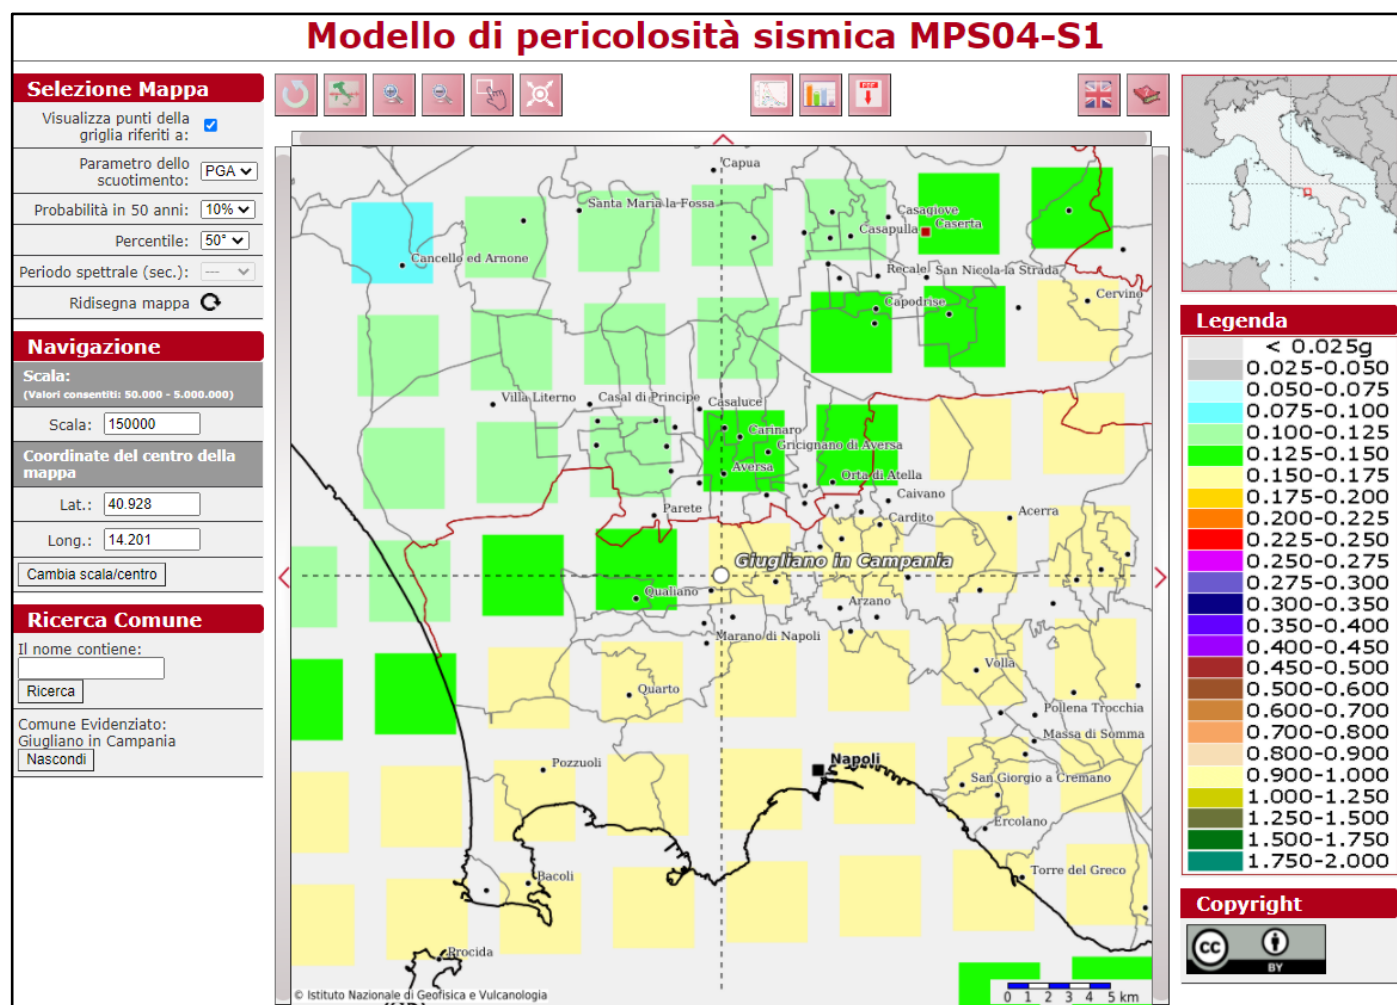 Modello di pericolosità sismica MPS04-S1
Selezione Mappa
Visualizza punti della
griglia riferiti a:
Parametro dello
scuotimento:
PGA
Probabilità in 50 anni:
10%
Percentile:
50°
Periodo spettrale (sec.):
---
Ridisegna mappa
Navigazione
Scala:
(Valori consentiti: 50.000 - 5.000.000)
Scala:
150000
Coordinate del centro della
mappa
Lat.:
40.928
Long.:
14.201
Cambia scala/centro
Ricerca Comune
Il nome contiene:
Ricerca
Comune Evidenziato:
Giugliano in Campania
Nascondi
PDF
Capua
Santa Maria la Fossa
Casagiove
Casapulla
Caserta
Cancello ed Arnone
Recale
San Nicola la Strada
Capodrise
Cervino
Villa Literno
Casal di Principe
Casaluce
Carinaro
Gricignano di Aversa
Aversa
Orta di Atella
Caivano
Parete
Cardito
Acerra
Giugliano in Campania
Qualiano
Arzano
Marano di Napoli
Volla
Quarto
Pollena Trocchia
Massa di Somma
Pozzuoli
Napoli
San Giorgio a Cremano
Ercolano
Bacoli
Torre del Greco
Procida
© Istituto Nazionale di Geofisica e Vulcanologia
0 1 2 3 4 5 km
Legenda
< 0.025g
0.025-0.050
0.050-0.075
0.075-0.100
0.100-0.125
0.125-0.150
0.150-0.175
0.175-0.200
0.200-0.225
0.225-0.250
0.250-0.275
0.275-0.300
0.300-0.350
0.350-0.400
0.400-0.450
0.450-0.500
0.500-0.600
0.600-0.700
0.700-0.800
0.800-0.900
0.900-1.000
1.000-1.250
1.250-1.500
1.500-1.750
1.750-2.000
Copyright
cc
BY